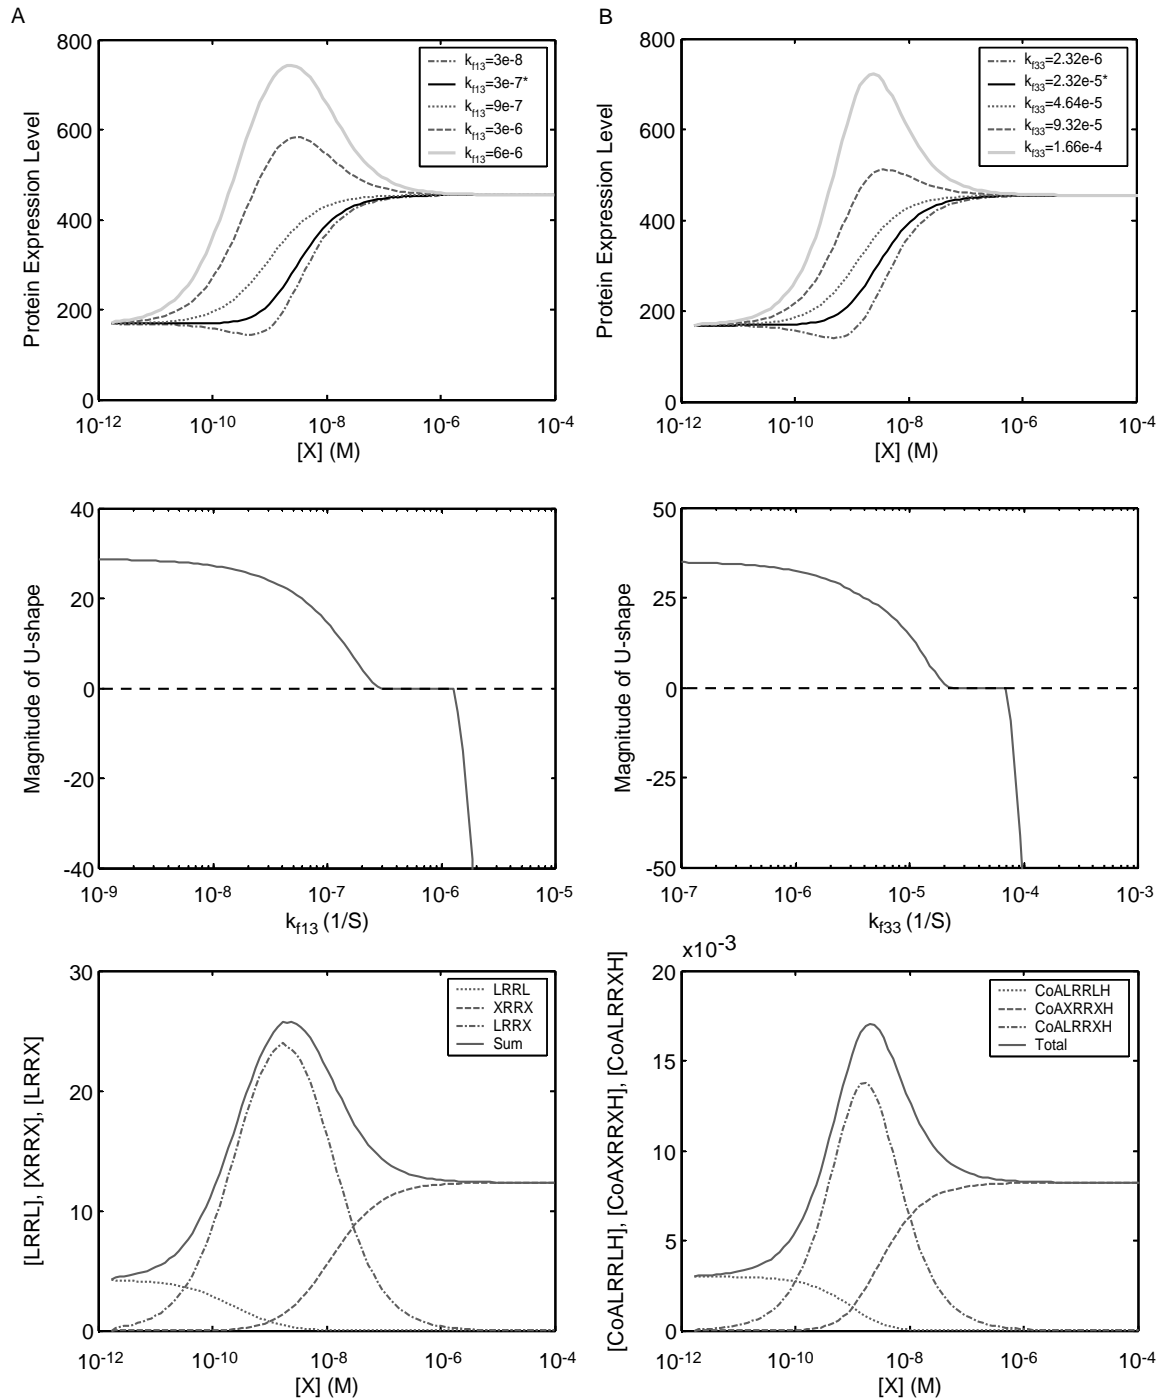 A
800
600
400
200
0
Protein Expression Level
k_f13=3e-8
k_f13=3e-7*
k_f13=9e-7
k_f13=3e-6
k_f13=6e-6
10^-12
10^-10
10^-8
10^-6
10^-4
[X] (M)
B
800
600
400
200
0
Protein Expression Level
k_f33=2.32e-6
k_f33=2.32e-5*
k_f33=4.64e-5
k_f33=9.32e-5
k_f33=1.66e-4
10^-12
10^-10
10^-8
10^-6
10^-4
[X] (M)
40
20
0
-20
-40
Magnitude of U-shape
10^-9
10^-8
10^-7
10^-6
10^-5
k_f13 (1/S)
50
25
0
-25
-50
Magnitude of U-shape
10^-7
10^-6
10^-5
10^-4
10^-3
k_f33 (1/S)
30
20
10
0
[LRRL], [XRRX], [LRRX]
LRRL
XRRX
LRRX
Sum
10^-12
10^-10
10^-8
10^-6
10^-4
[X] (M)
x10^-3
20
15
10
5
0
[CoALRRLH], [CoAXRRXH], [CoALRRXH]
CoALRRLH
CoAXRRXH
CoALRRXH
Total
10^-12
10^-10
10^-8
10^-6
10^-4
[X] (M)